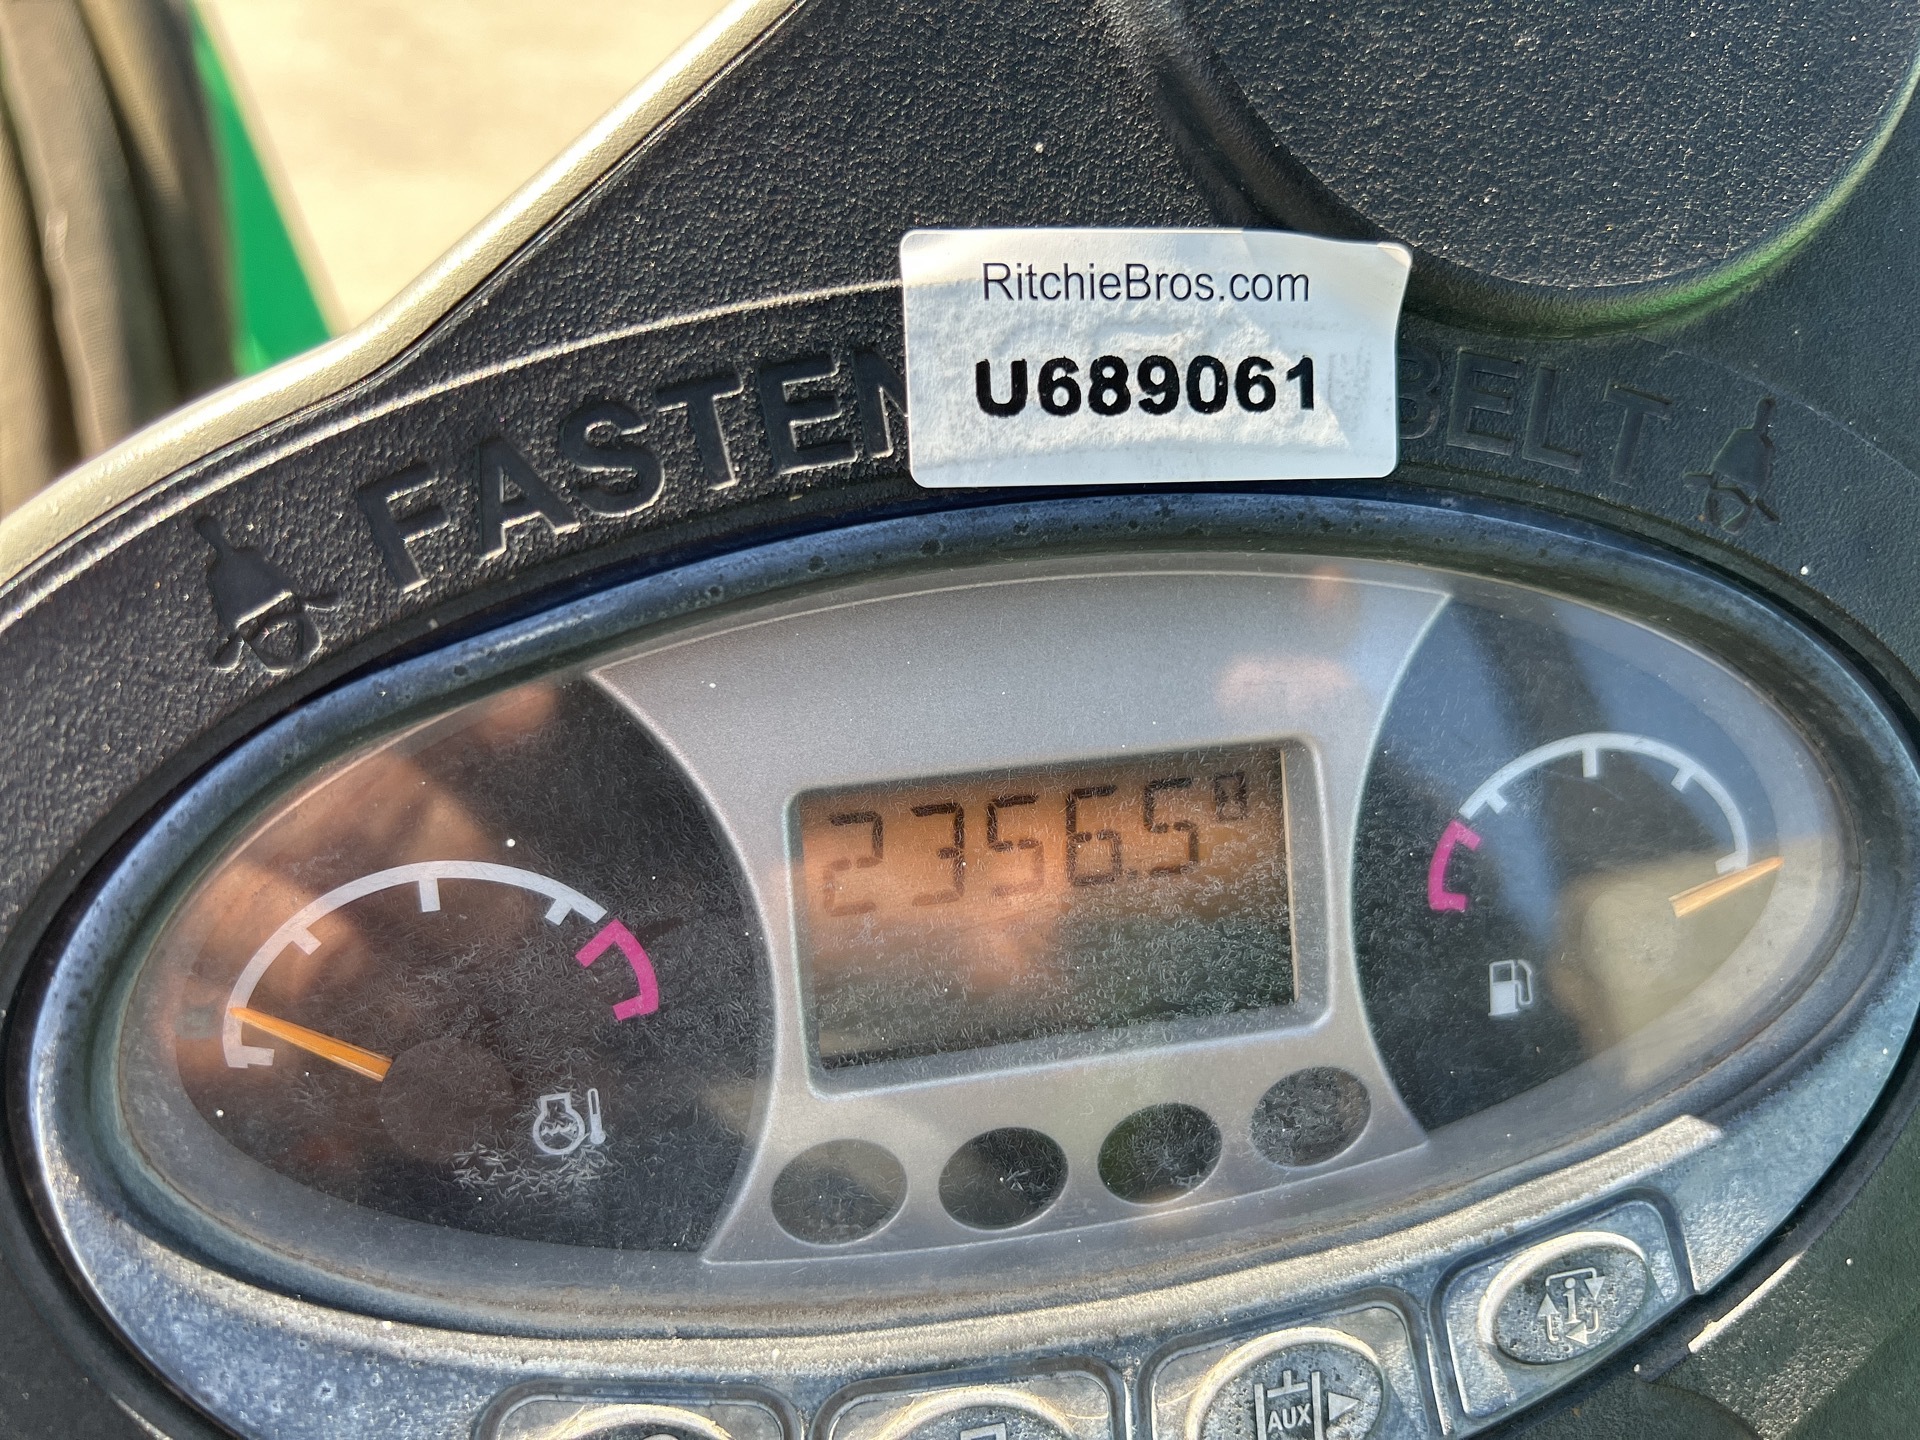 RitchieBros.com
U689061
FASTEN BELT
2356.5 H
AUX